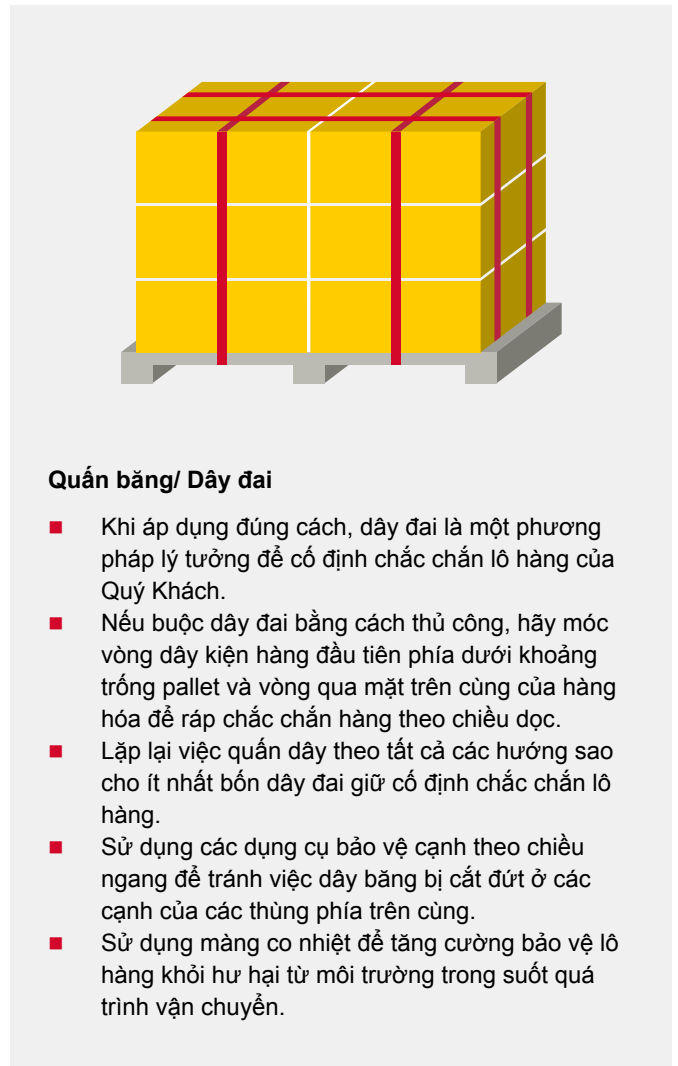 Quấn băng/ Dây đai
Khi áp dụng đúng cách, dây đai là một phương
pháp lý tưởng để cố định chắc chắn lô hàng của
Quý Khách.
Nếu buộc dây đai bằng cách thủ công, hãy móc
vòng dây kiện hàng đầu tiên phía dưới khoảng
trống pallet và vòng qua mặt trên cùng của hàng
hóa để ráp chắc chắn hàng theo chiều dọc.
Lặp lại việc quấn dây theo tất cả các hướng sao
cho ít nhất bốn dây đai giữ cố định chắc chắn lô
hàng.
Sử dụng các dụng cụ bảo vệ cạnh theo chiều
ngang để tránh việc dây băng bị cắt đứt ở các
cạnh của các thùng phía trên cùng.
Sử dụng màng co nhiệt để tăng cường bảo vệ lô
hàng khỏi hư hại từ môi trường trong suốt quá
trình vận chuyển.